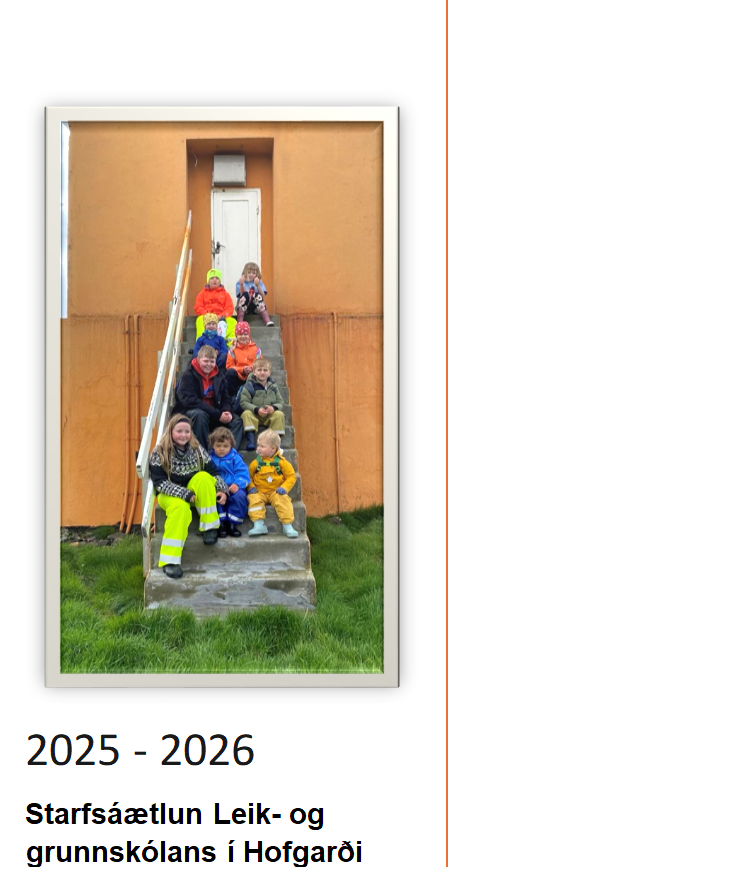 2025 - 2026
Starfsáætlun Leik- og
grunnskólans í Hofgarði